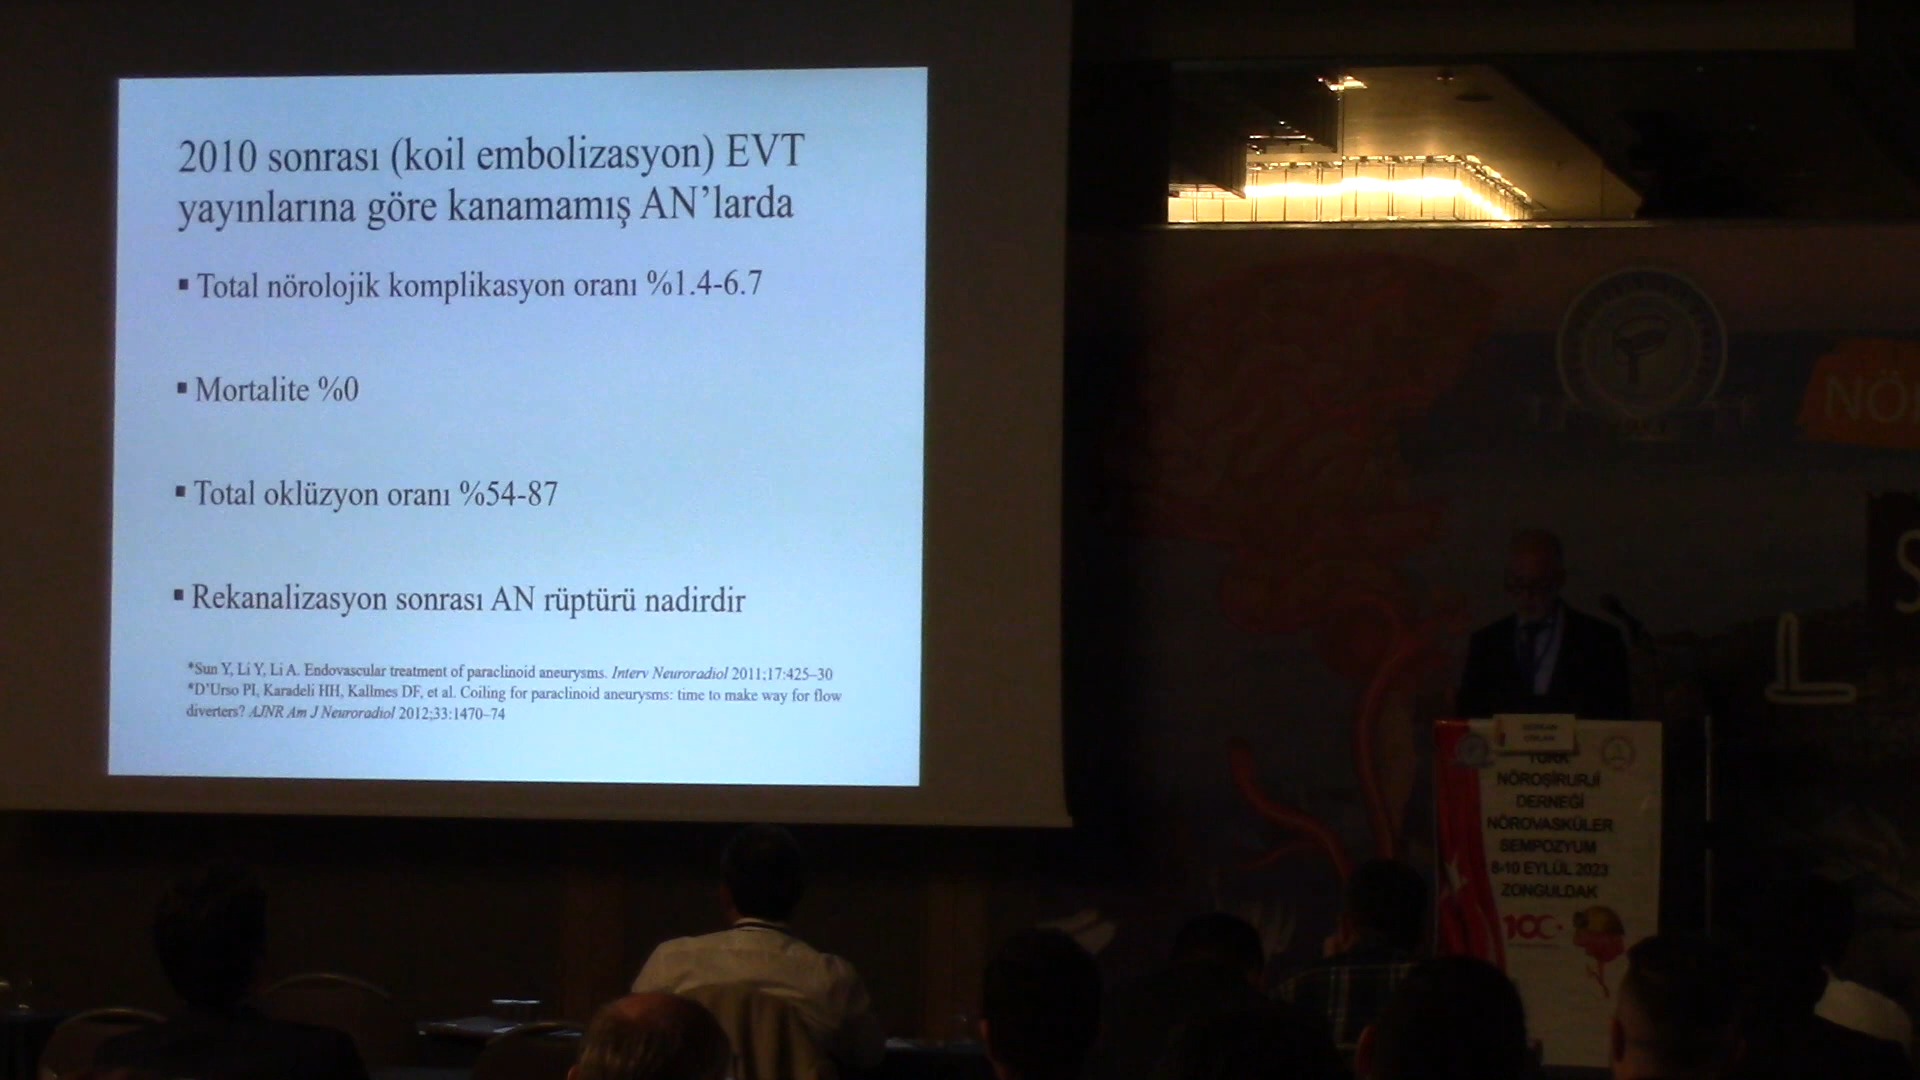 2010 sonrası (koil embolizasyon) EVT
yayınlarına göre kanamamış AN’larda
▪ Total nörolojik komplikasyon oranı %1.4-6.7
▪ Mortalite %0
▪ Total oklüzyon oranı %54-87
▪ Rekanalizasyon sonrası AN rüptürü nadirdir
*Sun Y, Li Y, Li A. Endovascular treatment of paraclinoid aneurysms. Interv Neuroradiol 2011;17:425–30
*D’Urso PI, Karadeli HH, Kallmes DF, et al. Coiling for paraclinoid aneurysms: time to make way for flow
diverters? AJNR Am J Neuroradiol 2012;33:1470–74
NÖ
S
L
TÜRK
NÖROŞİRURJİ
DERNEĞİ
NÖROVASKÜLER
SEMPOZYUM
8-10 EYLÜL 2023
ZONGULDAK
100